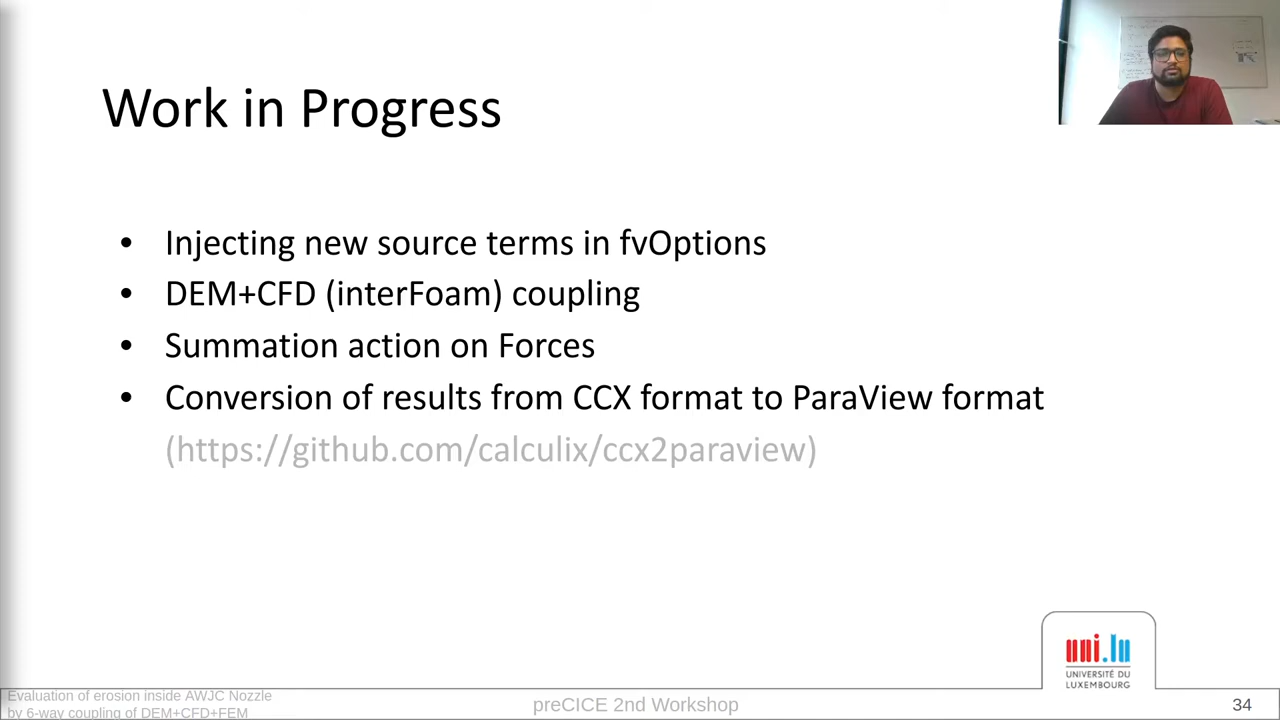 Work in Progress
• Injecting new source terms in fvOptions
• DEM+CFD (interFoam) coupling
• Summation action on Forces
• Conversion of results from CCX format to ParaView format
(https://github.com/calculix/ccx2paraview)
uni.lu
UNIVERSITÉ DU
LUXEMBOURG
Evaluation of erosion inside AWJC Nozzle
by 6-way coupling of DEM+CFD+FEM
preCICE 2nd Workshop
34